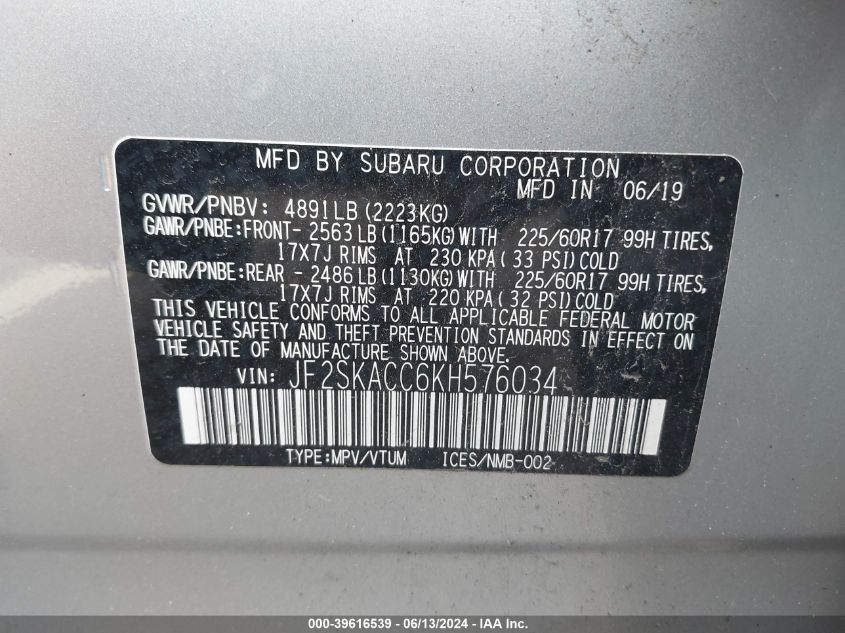 MFD BY SUBARU CORPORATION
MFD IN 06/19
GVWR/PNBV: 4891LB (2223KG)
GAWR/PNBE:FRONT- 2563 LB (1165KG) WITH 225/60R17 99H TIRES,
17X7J RIMS AT 230 KPA ( 33 PSI) COLD
GAWR/PNBE:REAR - 2486 LB (1130KG) WITH 225/60R17 99H TIRES,
17X7J RIMS AT 220 KPA ( 32 PSI) COLD
THIS VEHICLE CONFORMS TO ALL APPLICABLE FEDERAL MOTOR
VEHICLE SAFETY AND THEFT PREVENTION STANDARDS IN EFFECT ON
THE DATE OF MANUFACTURE SHOWN ABOVE.
VIN: JF2SKACC6KH576034
TYPE:MPV/VTUM ICES/NMB-002
000-39616539 - 06/13/2024 - IAA Inc.